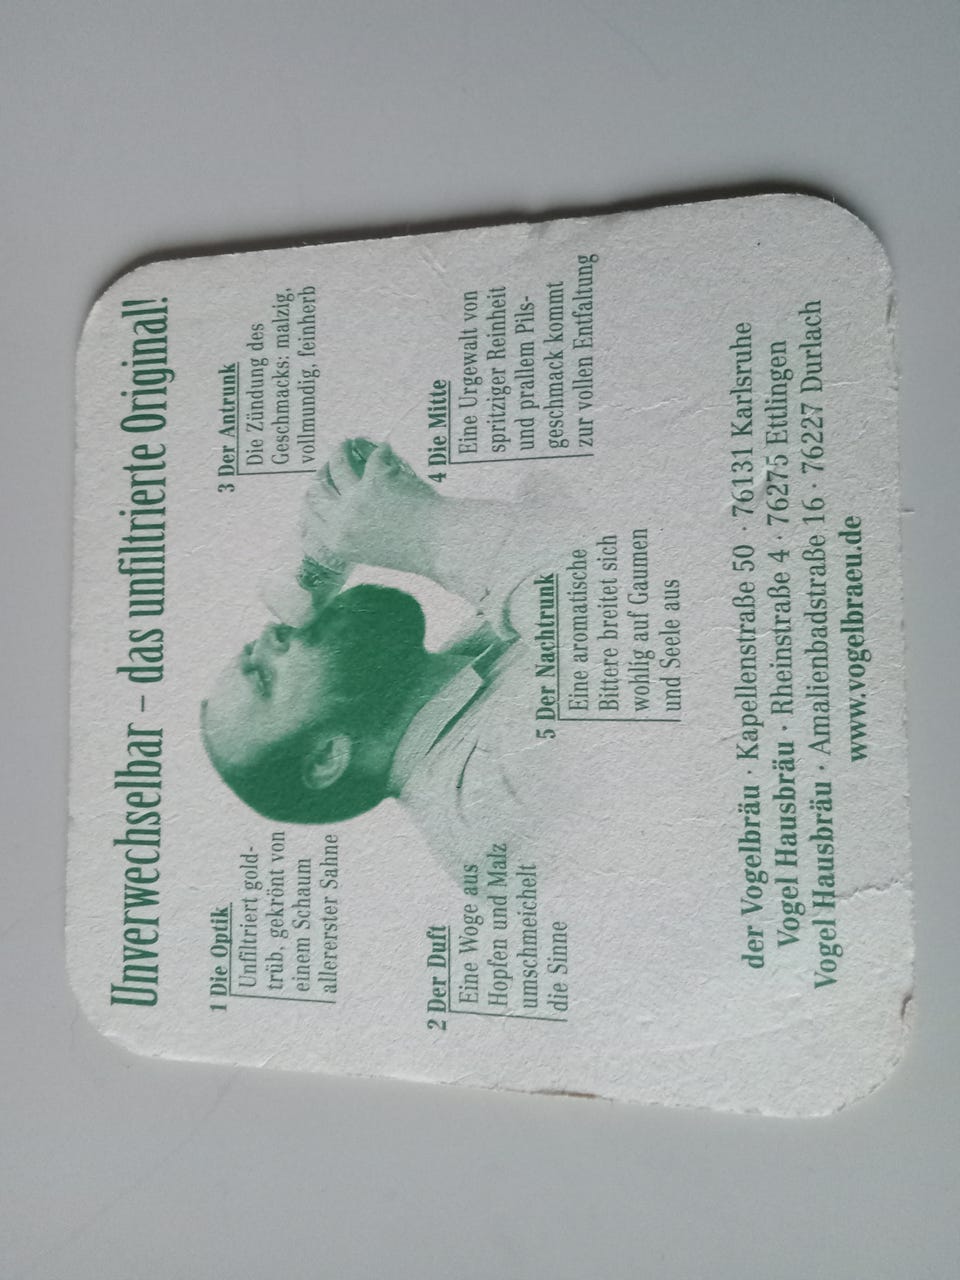 Unverwechselbar – das unfiltrierte Original!
1 Die Optik
Unfiltriert gold-
trüb, gekrönt von
einem Schaum
allererster Sahne
2 Der Duft
Eine Woge aus
Hopfen und Malz
umschmeichelt
die Sinne
3 Der Antrunk
Die Zündung des
Geschmacks: malzig,
vollmundig, feinherb
4 Die Mitte
Eine Urgewalt von
spritziger Reinheit
und prallem Pils-
geschmack kommt
zur vollen Entfaltung
5 Der Nachtrunk
Eine aromatische
Bittere breitet sich
wohlig auf Gaumen
und Seele aus
der Vogelbräu · Kapellenstraße 50 · 76131 Karlsruhe
Vogel Hausbräu · Rheinstraße 4 · 76275 Ettlingen
Vogel Hausbräu · Amalienbadstraße 16 · 76227 Durlach
www.vogelbraeu.de